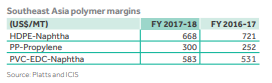 Southeast Asia polymer margins
(US$/MT) FY 2017-18 FY 2016-17
HDPE-Naphtha 668 721
PP-Propylene 300 252
PVC-EDC-Naphtha 583 531
Source: Platts and ICIS